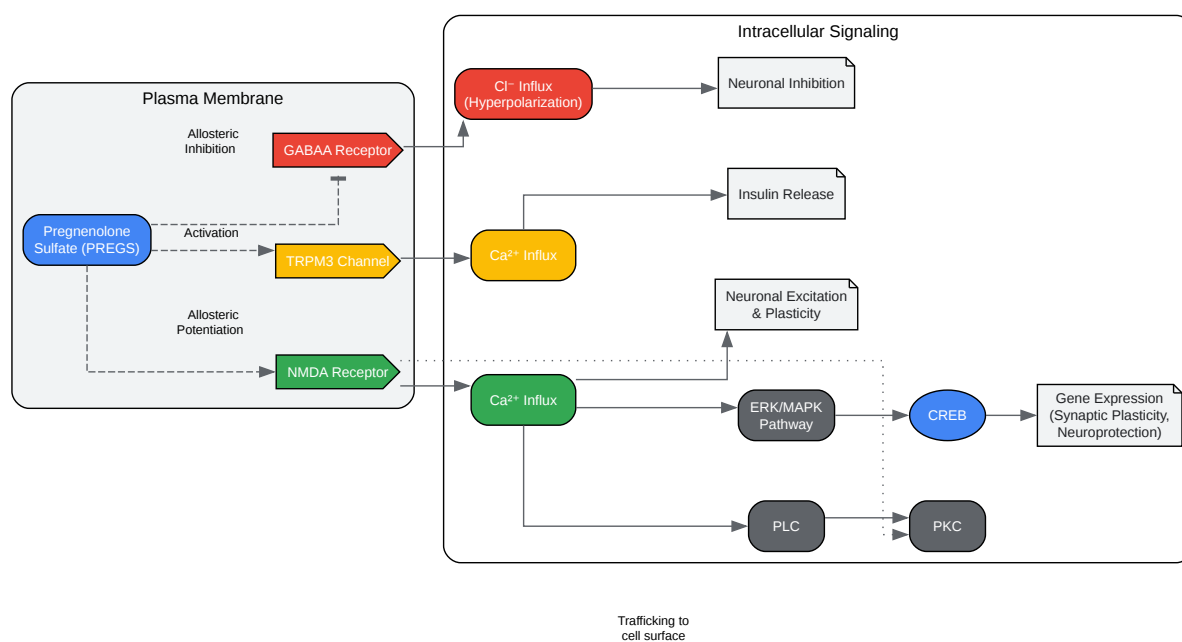 Intracellular Signaling
Plasma Membrane
Cl⁻ Influx
(Hyperpolarization)
Neuronal Inhibition
Allosteric
Inhibition
GABAA Receptor
Pregnenolone
Sulfate (PREGS)
Activation
TRPM3 Channel
Ca²⁺ Influx
Insulin Release
Allosteric
Potentiation
NMDA Receptor
Ca²⁺ Influx
Neuronal Excitation
& Plasticity
ERK/MAPK
Pathway
CREB
Gene Expression
(Synaptic Plasticity,
Neuroprotection)
PLC
PKC
Trafficking to
cell surface